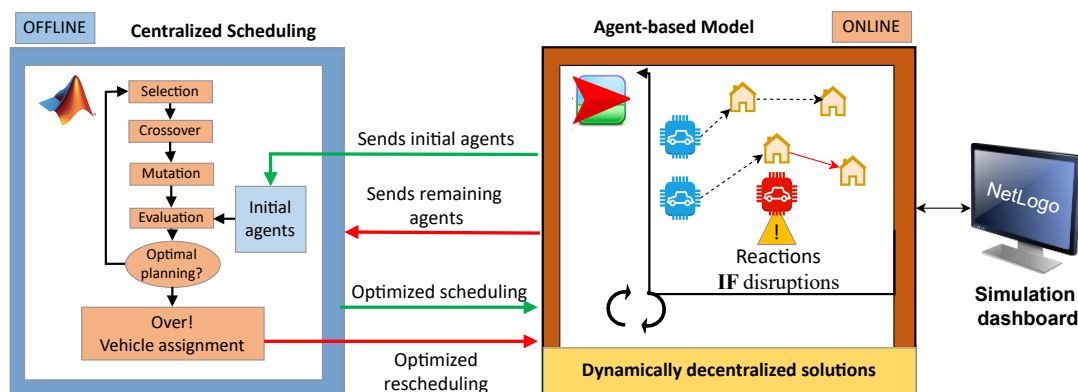 OFFLINE
Centralized Scheduling
Agent-based Model
ONLINE
Selection
Crossover
Mutation
Evaluation
Optimal
planning?
Over!
Vehicle assignment
Initial
agents
Sends initial agents
Sends remaining
agents
Optimized scheduling
Optimized
rescheduling
!
Reactions
IF disruptions
Dynamically decentralized solutions
NetLogo
Simulation
dashboard